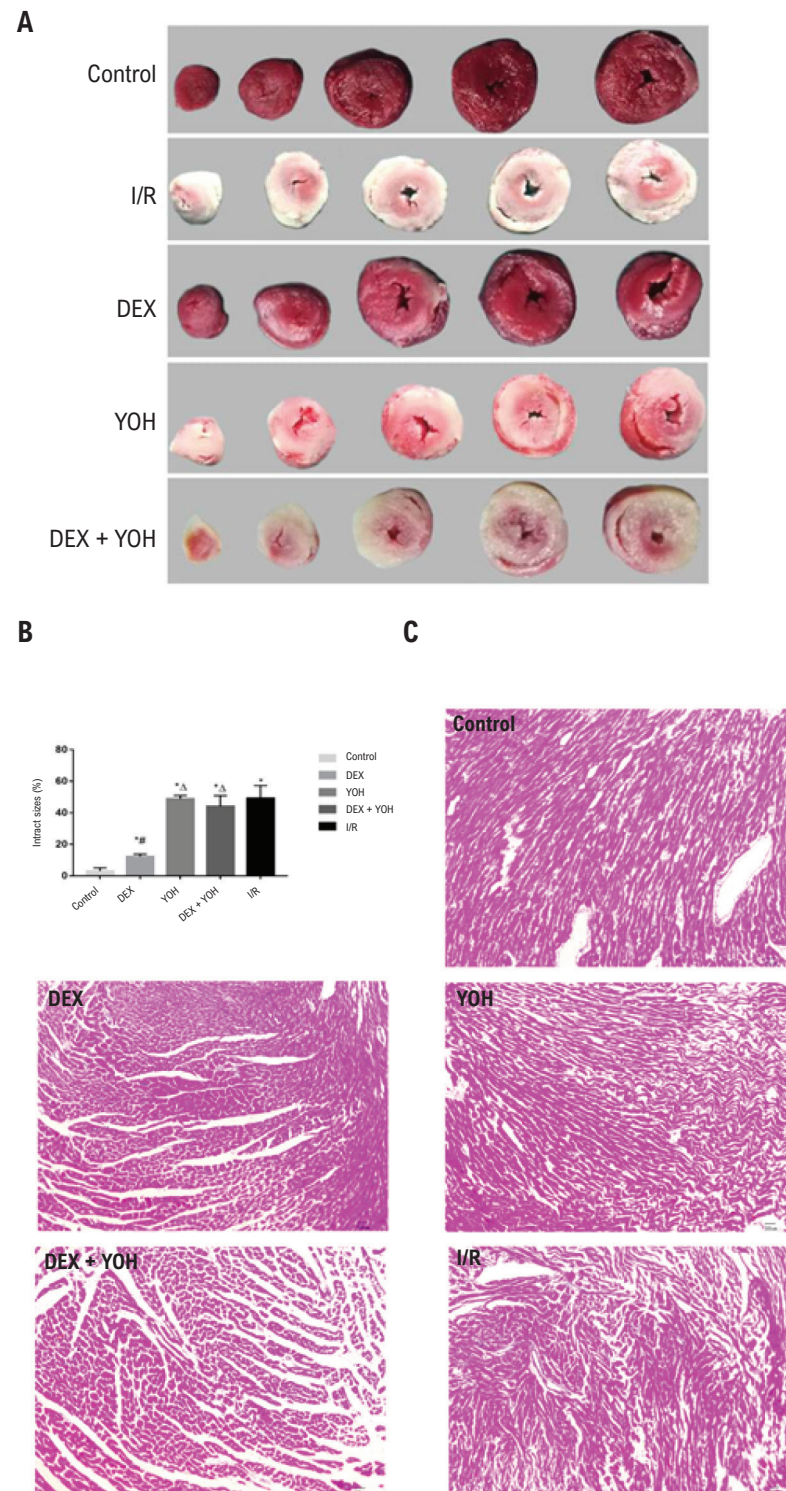 A
Control
I/R
DEX
YOH
DEX + YOH
B
C
80
60
40
20
0
Intract sizes (%)
*#
*Δ
*Δ
*
Control
DEX
YOH
DEX + YOH
I/R
Control
DEX
YOH
DEX + YOH
I/R
Control
DEX
YOH
DEX + YOH
I/R